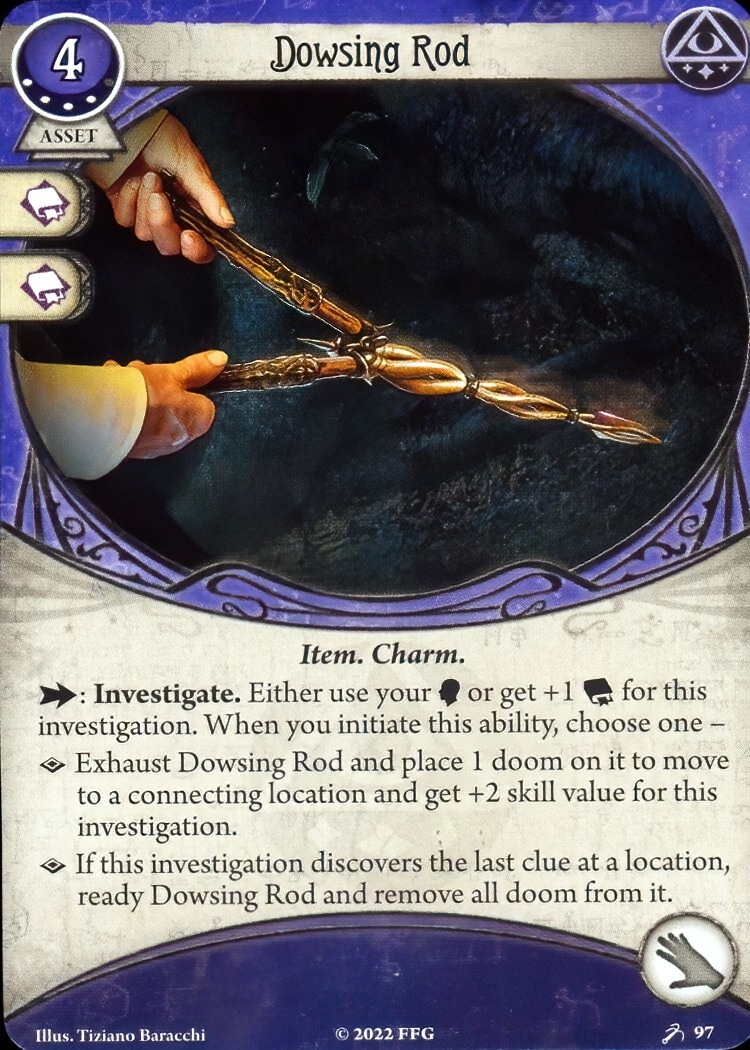 4
Dowsing Rod
ASSET
Item. Charm.
: Investigate. Either use your or get +1 for this
investigation. When you initiate this ability, choose one –
Exhaust Dowsing Rod and place 1 doom on it to move
to a connecting location and get +2 skill value for this
investigation.
If this investigation discovers the last clue at a location,
ready Dowsing Rod and remove all doom from it.
Illus. Tiziano Baracchi
© 2022 FFG
97